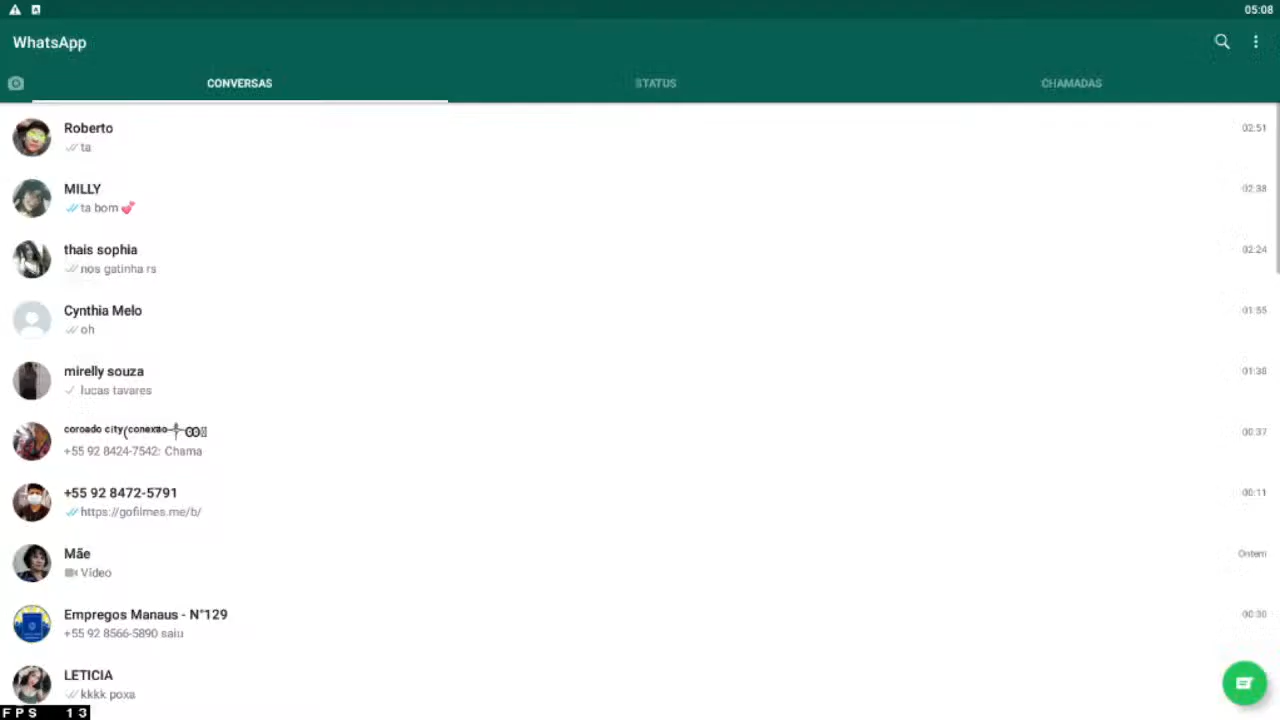 05:08
WhatsApp
CONVERSAS
STATUS
CHAMADAS
Roberto
02:51
ta
MILLY
02:38
ta bom 💕
thais sophia
02:24
nos gatinha rs
Cynthia Melo
01:55
oh
mirelly souza
01:38
lucas tavares
ᶜᵒʳᵒᵃᵈᵒ ᶜⁱᵗʸ(ᶜᵒⁿᵉˣᵃ̃ᵒ
00:37
+55 92 8424-7542: Chama
+55 92 8472-5791
00:11
https://gofilmes.me/b/
Mãe
Ontem
Vídeo
Empregos Manaus - N°129
00:30
+55 92 8566-5890 saiu
LETICIA
kkkk poxa
FPS 13